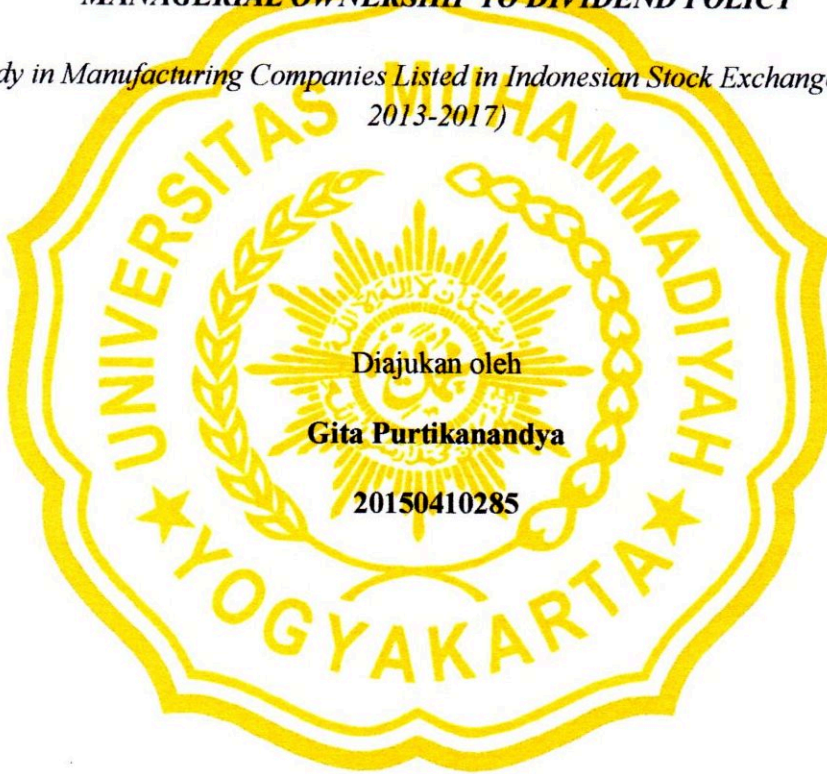 MANAGERIAL OWNERSHIP TO DIVIDEND POLICY
dy in Manufacturing Companies Listed in Indonesian Stock Exchang
2013-2017)
UNIVERSITAS MUHAMMADIYAH
Diajukan oleh
Gita Purtikanandya
20150410285
★ YOGYAKARTA ★